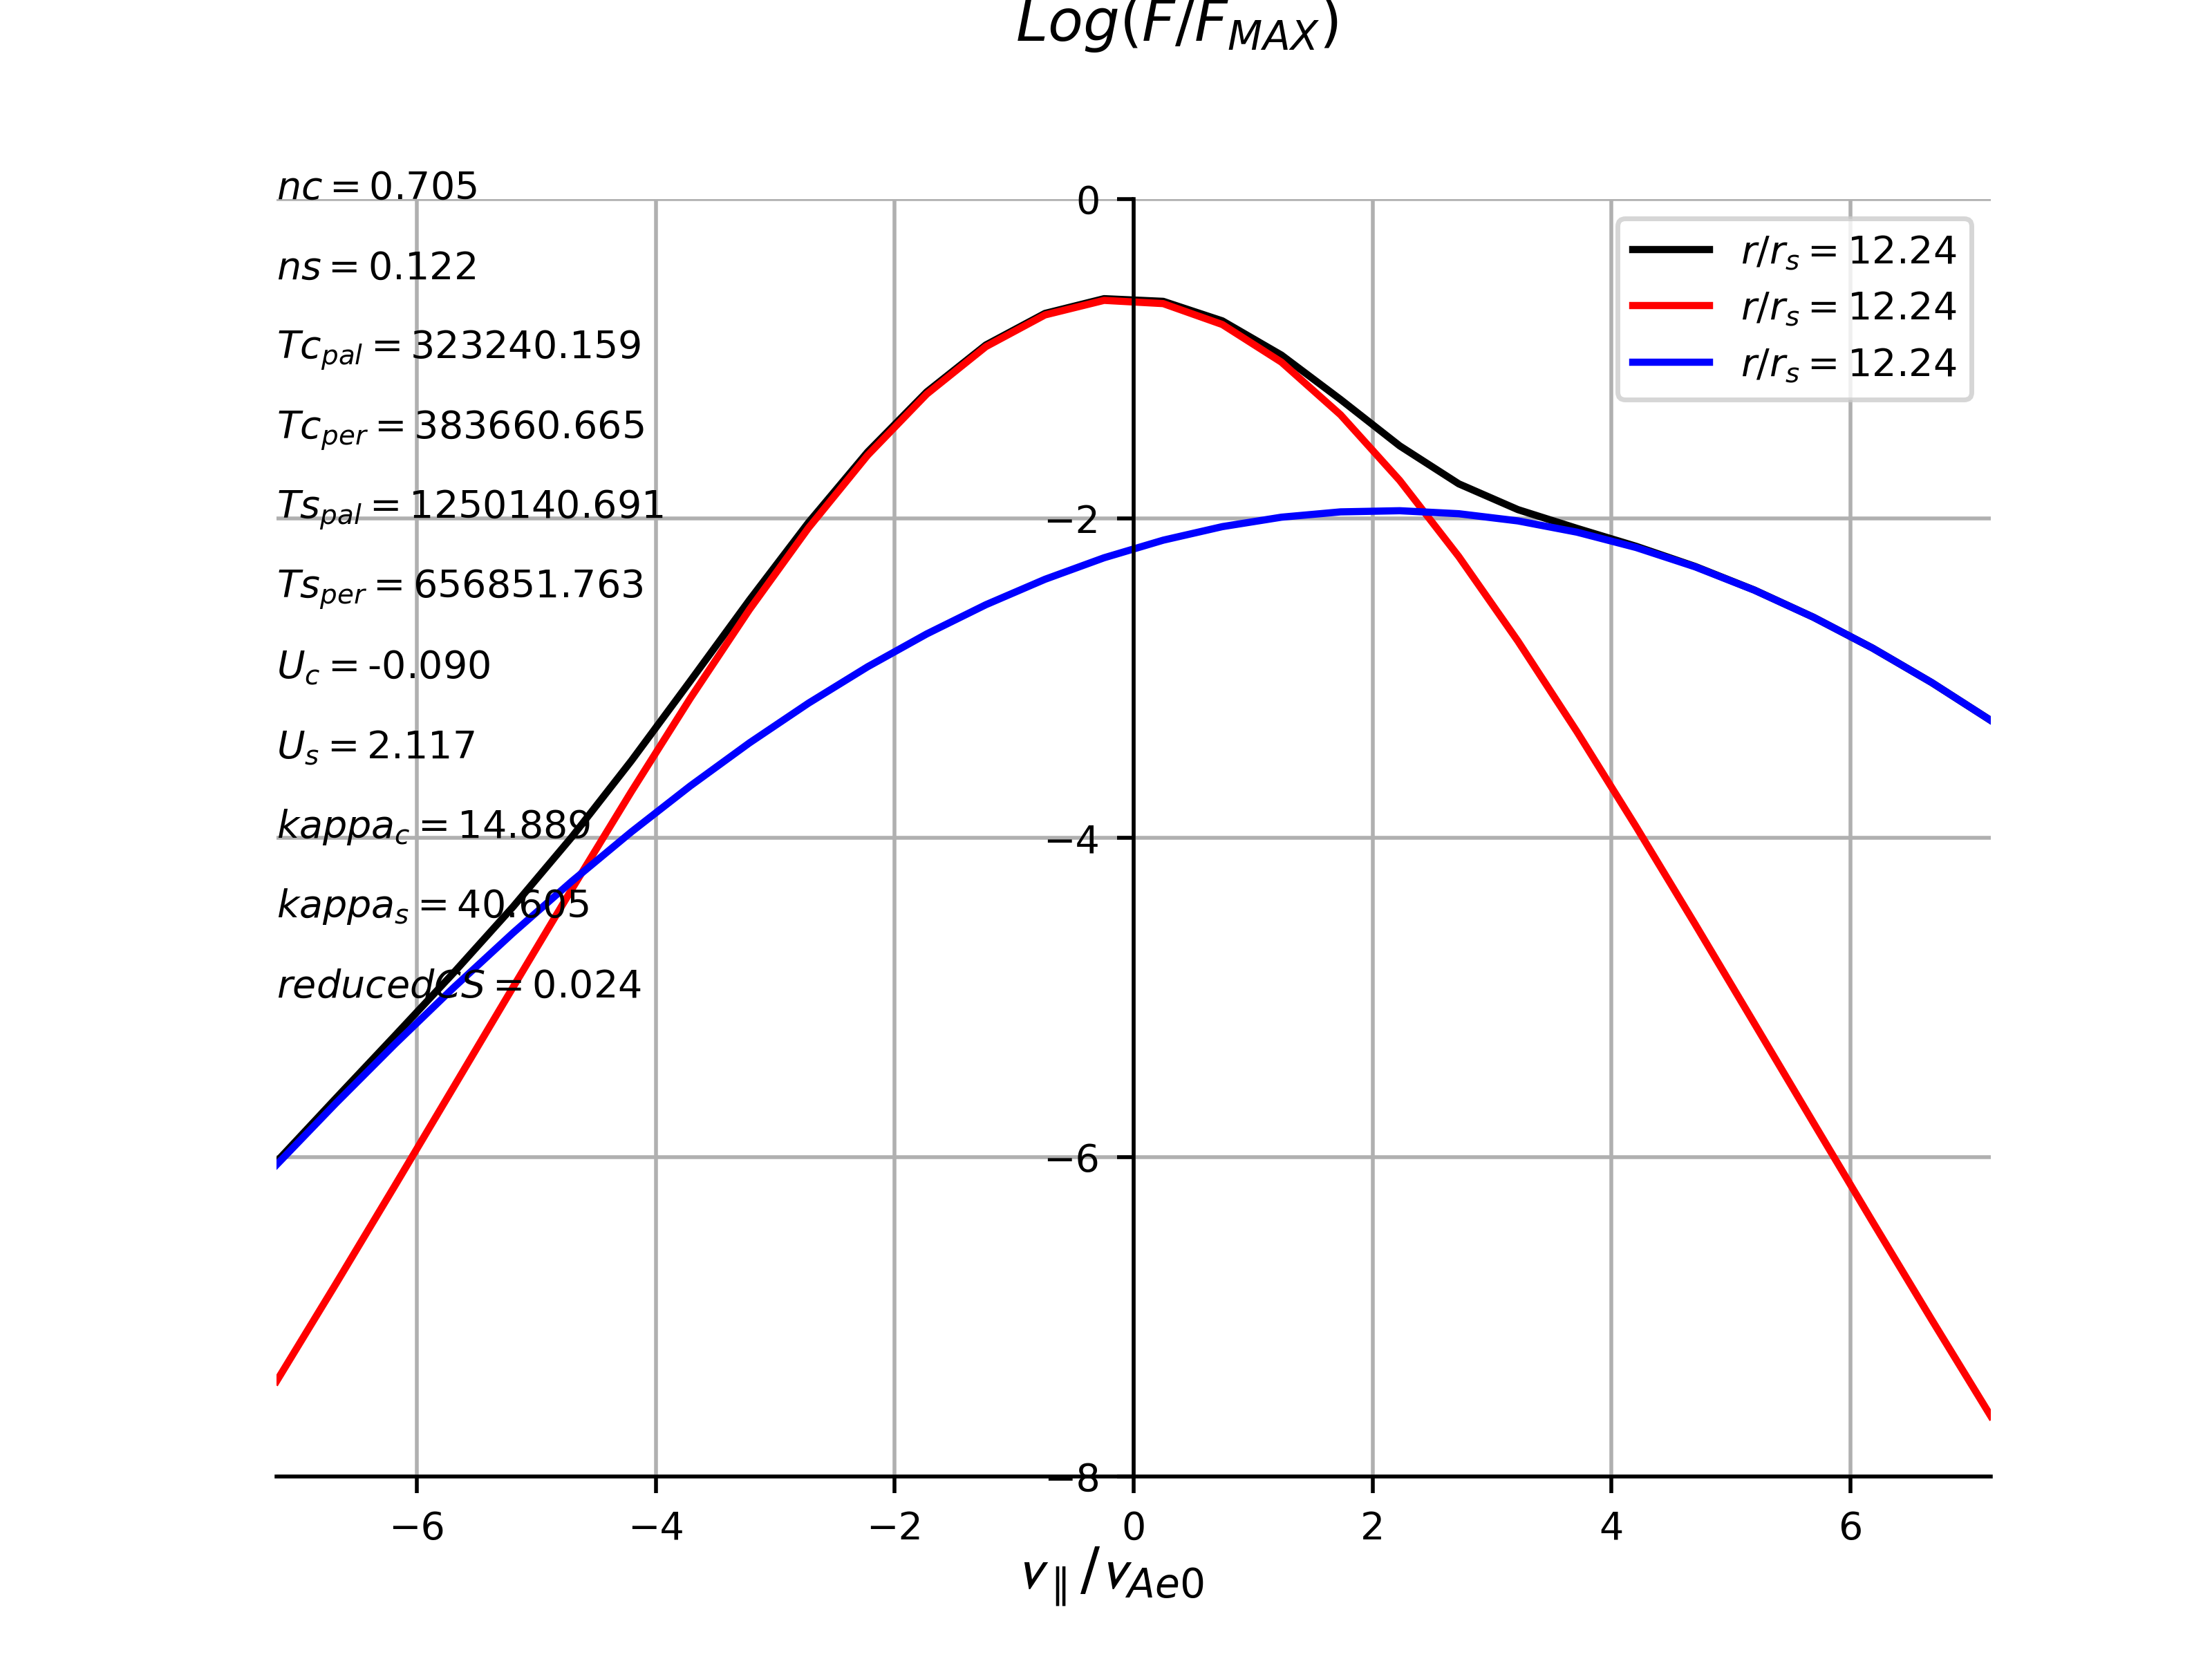 Log(F/F_MAX)
nc = 0.705
ns = 0.122
Tc_pal = 323240.159
Tc_per = 383660.665
Ts_pal = 1250140.691
Ts_per = 656851.763
U_c = -0.090
U_s = 2.117
kappa_c = 14.889
kappa_s = 40.605
reducedCS = 0.024
0
−2
−4
−6
−8
r/r_s = 12.24
r/r_s = 12.24
r/r_s = 12.24
−6 −4 −2 0 2 4 6
v_∥/v_Ae0